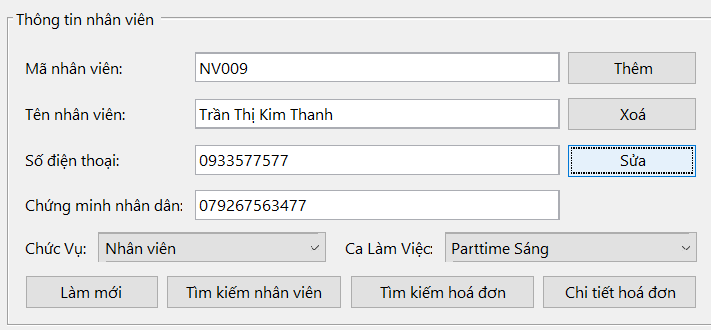 Thông tin nhân viên
Mã nhân viên: NV009 Thêm
Tên nhân viên: Trần Thị Kim Thanh Xoá
Số điện thoại: 0933577577 Sửa
Chứng minh nhân dân: 079267563477
Chức Vụ: Nhân viên Ca Làm Việc: Parttime Sáng
Làm mới Tìm kiếm nhân viên Tìm kiếm hoá đơn Chi tiết hoá đơn